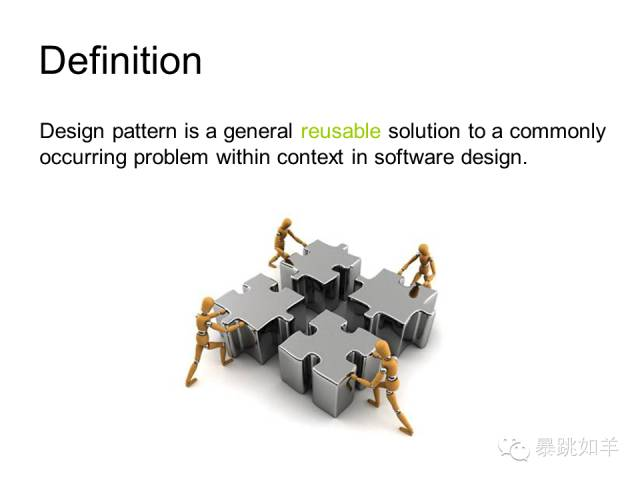 Definition
Design pattern is a general reusable solution to a commonly
occurring problem within context in software design.
暴跳如羊